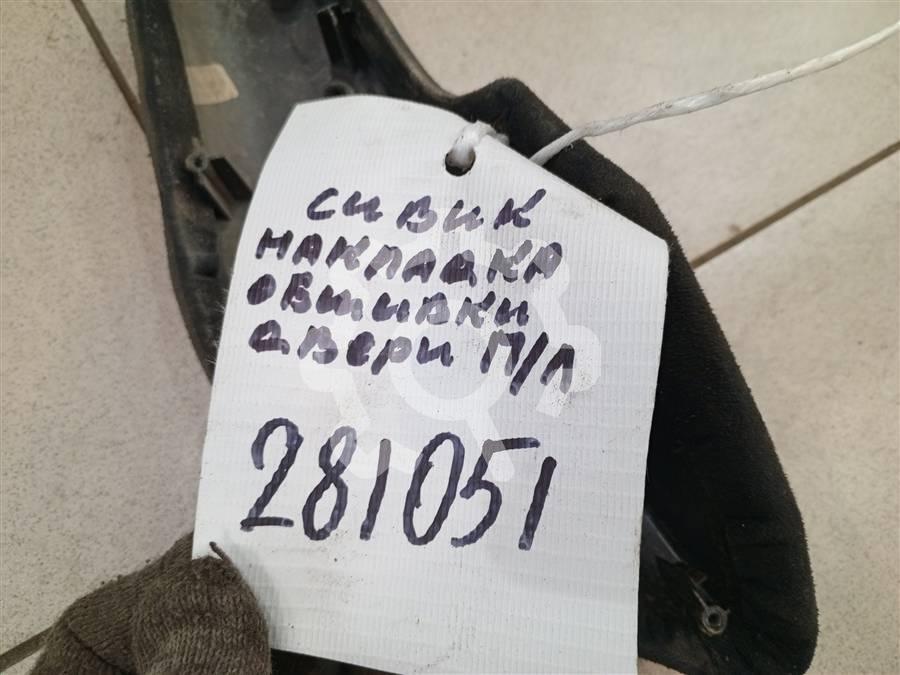 СИВИК
НАКЛАДКА
ОБШИВКИ
ДВЕРИ П/Л
281051